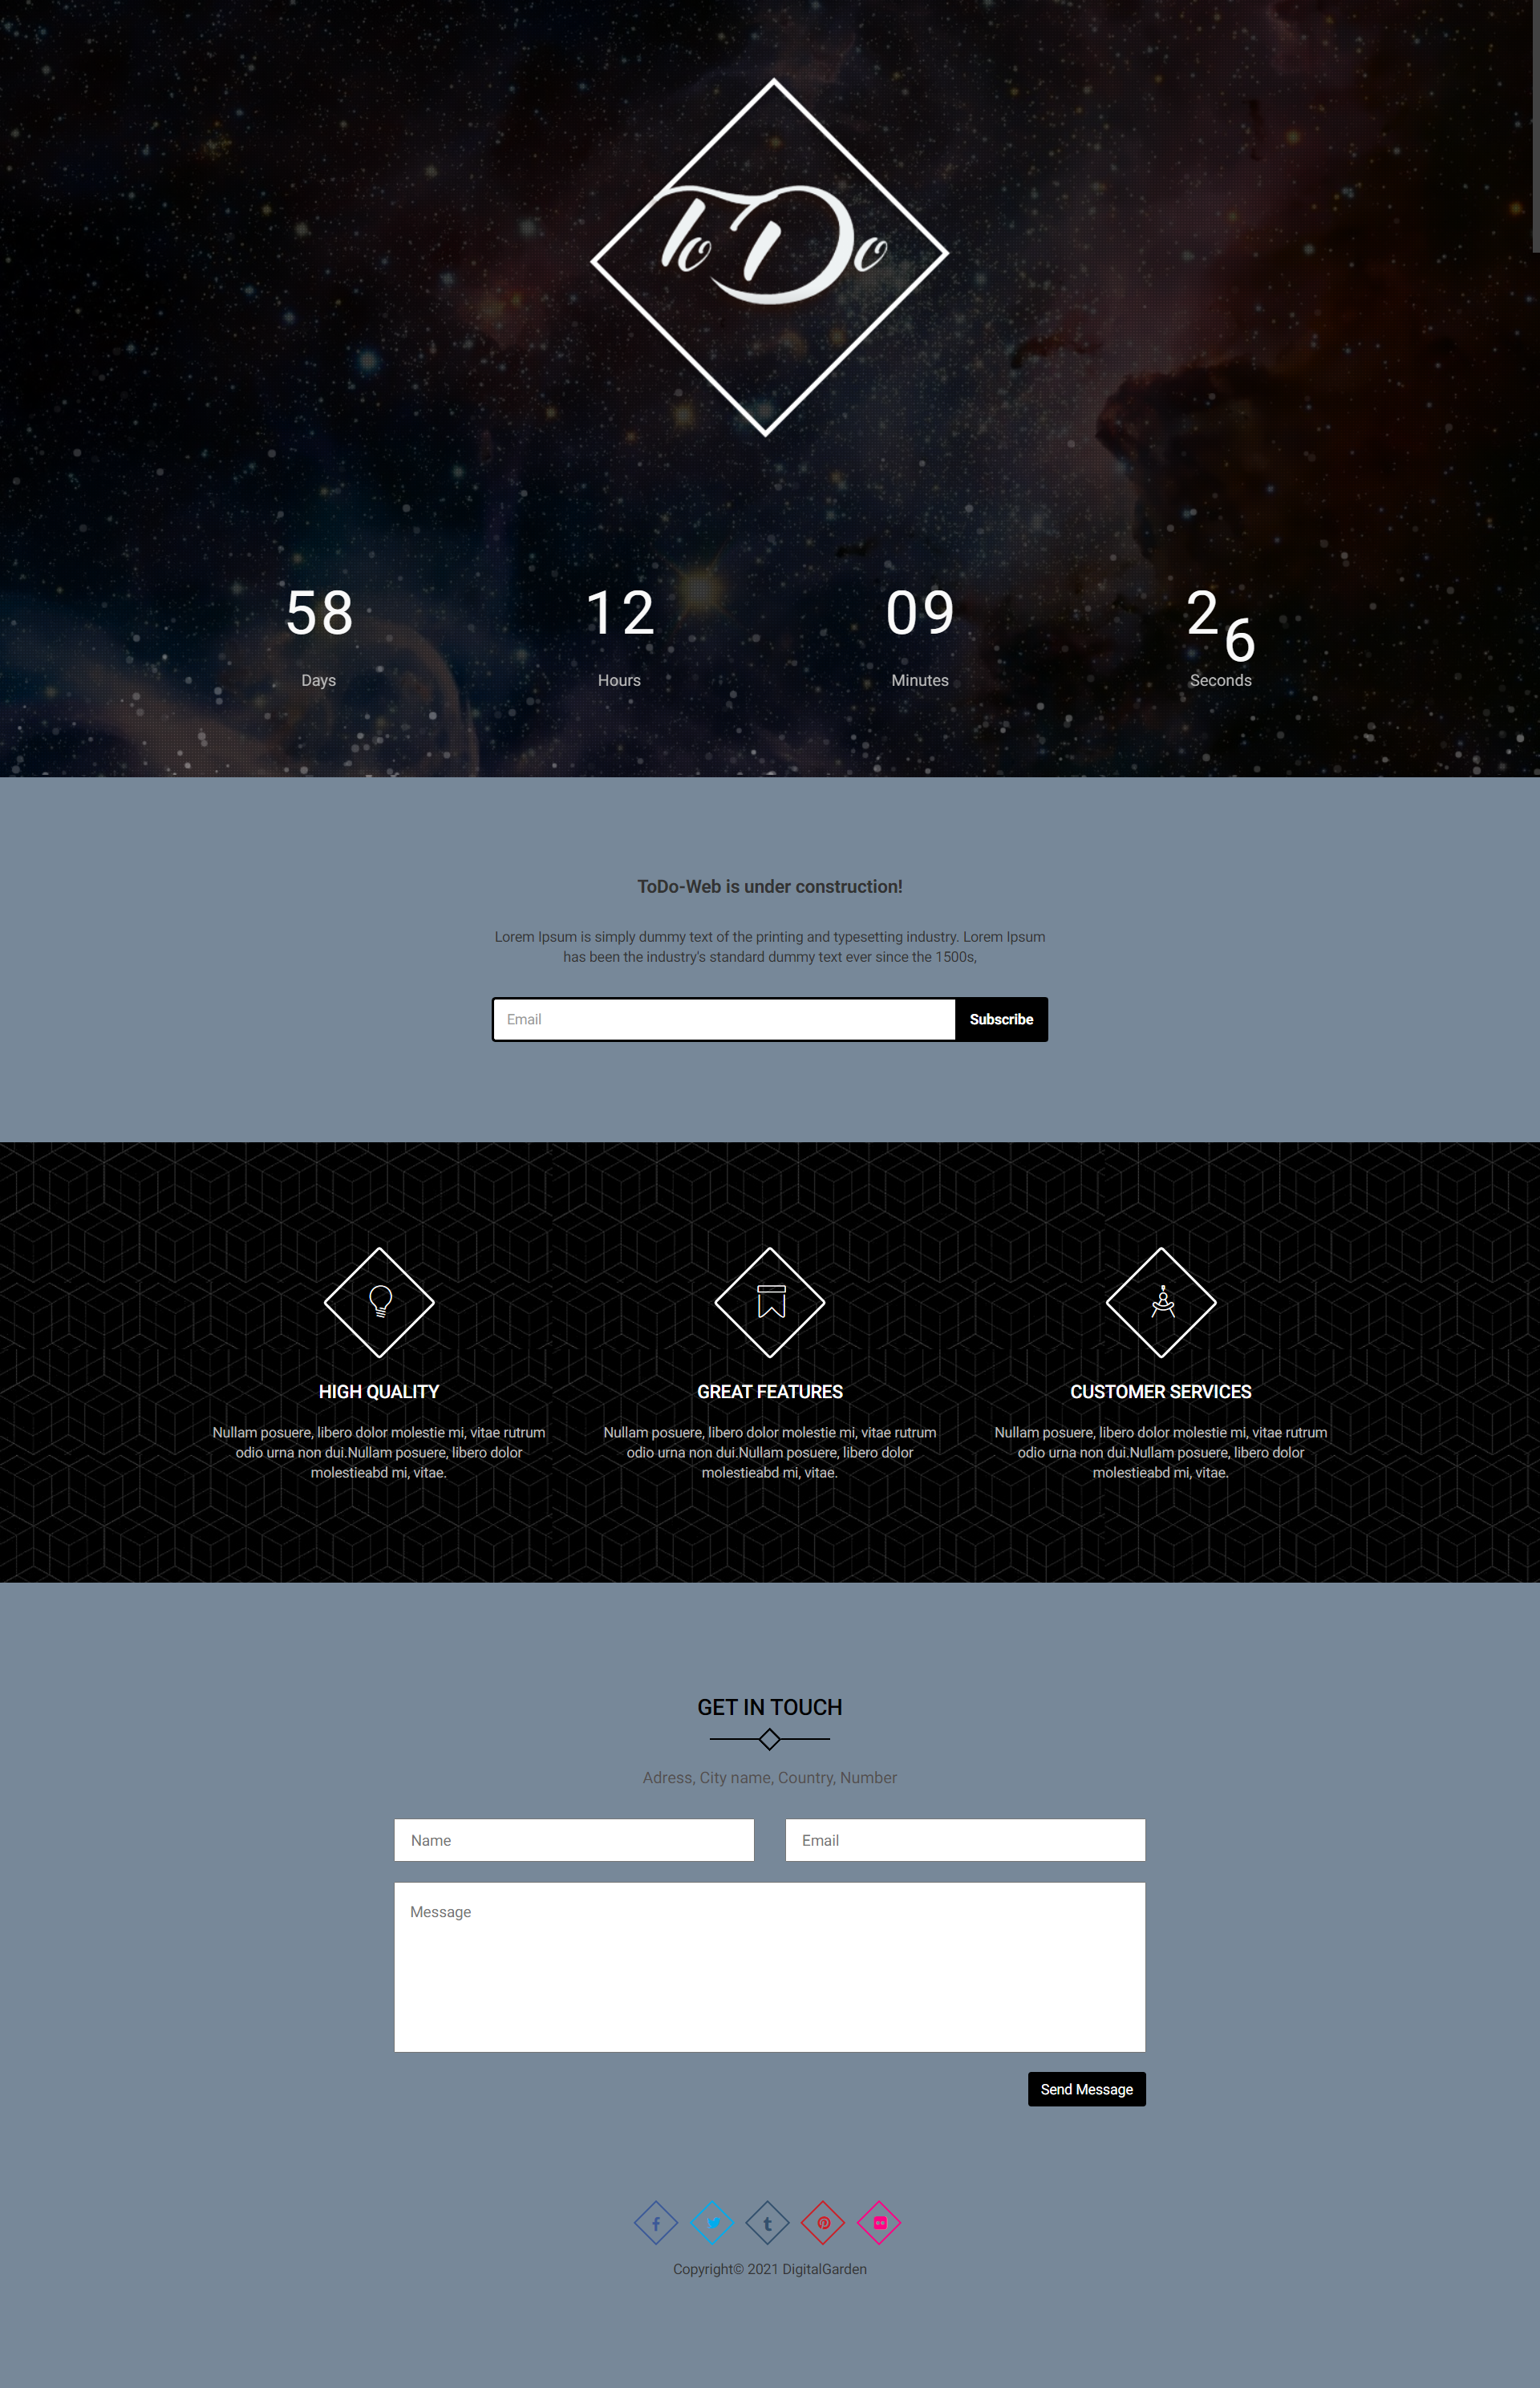 ToDo
58 12 09 26
Days Hours Minutes Seconds
ToDo-Web is under construction!
Lorem Ipsum is simply dummy text of the printing and typesetting industry. Lorem Ipsum
has been the industry's standard dummy text ever since the 1500s,
Email Subscribe
HIGH QUALITY
Nullam posuere, libero dolor molestie mi, vitae rutrum
odio urna non dui.Nullam posuere, libero dolor
molestieabd mi, vitae.
GREAT FEATURES
Nullam posuere, libero dolor molestie mi, vitae rutrum
odio urna non dui.Nullam posuere, libero dolor
molestieabd mi, vitae.
CUSTOMER SERVICES
Nullam posuere, libero dolor molestie mi, vitae rutrum
odio urna non dui.Nullam posuere, libero dolor
molestieabd mi, vitae.
GET IN TOUCH
Adress, City name, Country, Number
Name Email
Message
Send Message
Copyright© 2021 DigitalGarden